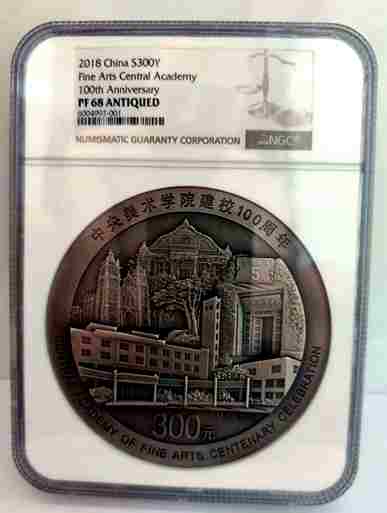 2018 China S300Y
Fine Arts Central Academy
100th Anniversary
PF 68 ANTIQUED
6004991-001
NUMISMATIC GUARANTY CORPORATION
NGC
中央美术学院建校100周年
300元
ACADEMY OF FINE ARTS CENTENARY CELEBRATION